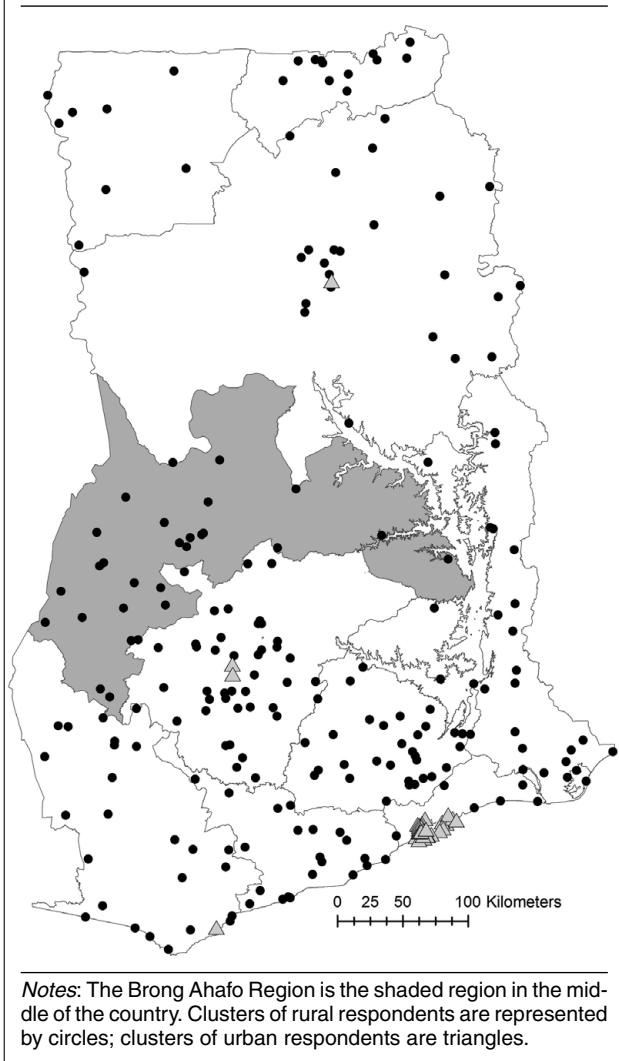 0 25 50 100 Kilometers
Notes: The Brong Ahafo Region is the shaded region in the mid-
dle of the country. Clusters of rural respondents are represented
by circles; clusters of urban respondents are triangles.